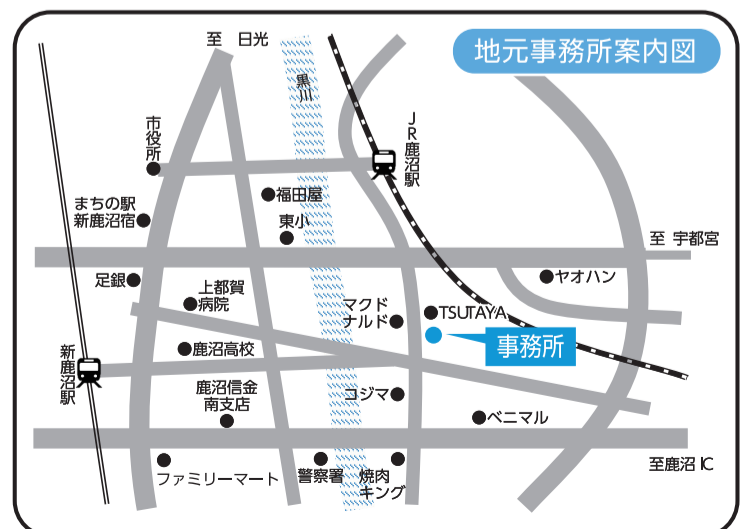 地元事務所案内図
至 日光
黒川
JR鹿沼駅
市役所
福田屋
まちの駅
新鹿沼宿
東小
至 宇都宮
足銀
上都賀
病院
ヤオハン
マクド
ナルド
TSUTAYA
事務所
新鹿沼駅
鹿沼高校
鹿沼信金
南支店
コジマ
ベニマル
ファミリーマート
警察署
焼肉
キング
至鹿沼IC